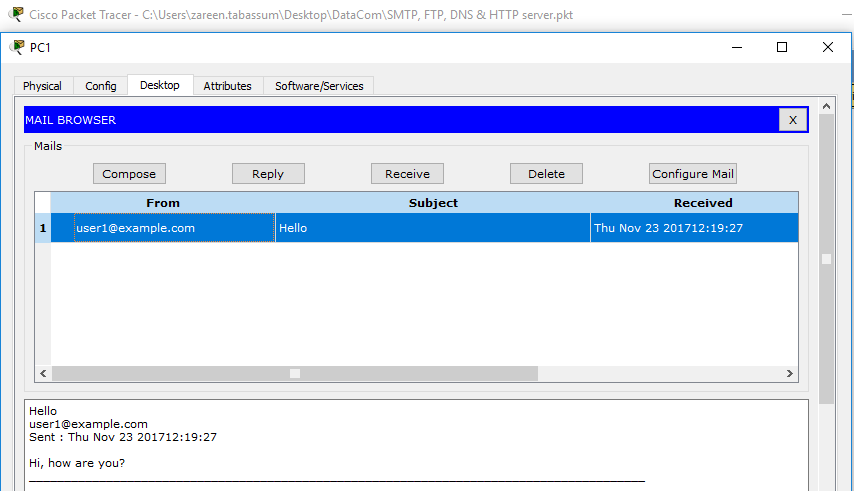 Cisco Packet Tracer - C:\Users\zareen.tabassum\Desktop\DataCom\SMTP, FTP, DNS & HTTP server.pkt
PC1
Physical Config Desktop Attributes Software/Services
MAIL BROWSER X
Mails
Compose Reply Receive Delete Configure Mail
From Subject Received
1 user1@example.com Hello Thu Nov 23 201712:19:27
Hello
user1@example.com
Sent : Thu Nov 23 201712:19:27
Hi, how are you?